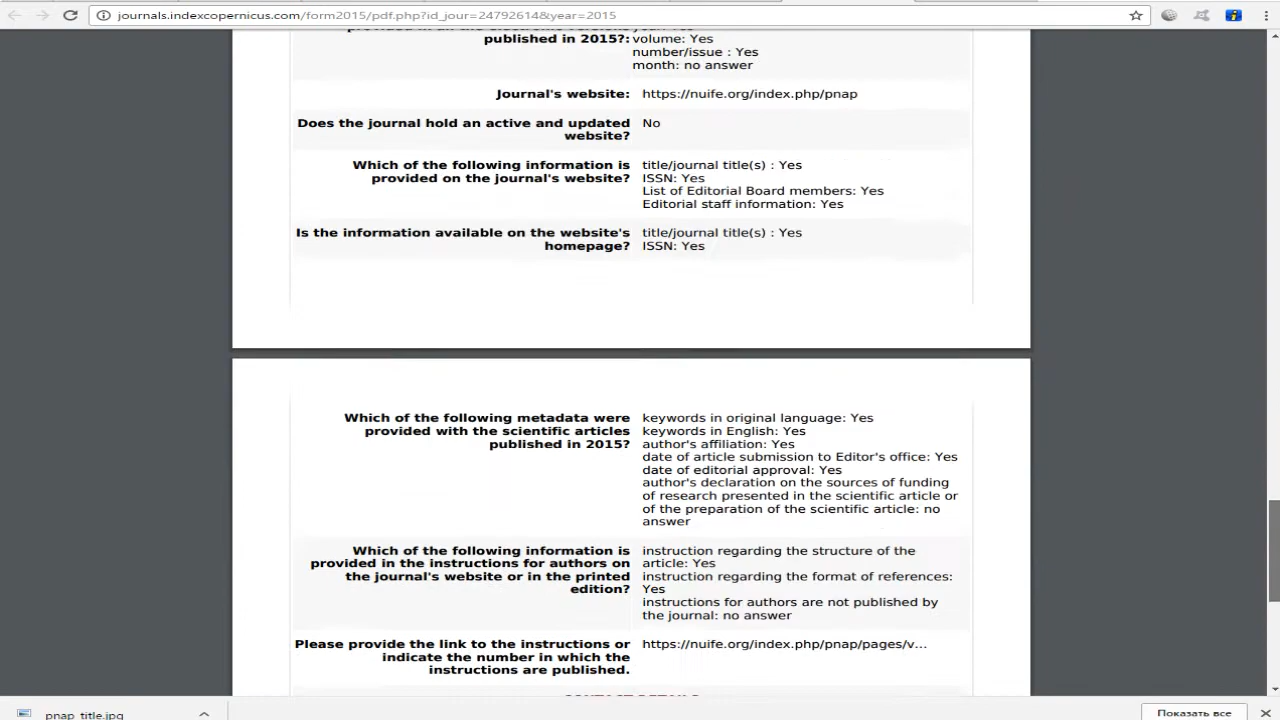 journals.indexcopernicus.com/form2015/pdf.php?id_jour=24792614&year=2015
published in 2015?: volume: Yes
number/issue : Yes
month: no answer
Journal's website: https://nuife.org/index.php/pnap
Does the journal hold an active and updated No
website?
Which of the following information is title/journal title(s) : Yes
provided on the journal's website? ISSN: Yes
List of Editorial Board members: Yes
Editorial staff information: Yes
Is the information available on the website's title/journal title(s) : Yes
homepage? ISSN: Yes
Which of the following metadata were keywords in original language: Yes
provided with the scientific articles keywords in English: Yes
published in 2015? author's affiliation: Yes
date of article submission to Editor's office: Yes
date of editorial approval: Yes
author's declaration on the sources of funding
of research presented in the scientific article or
of the preparation of the scientific article: no
answer
Which of the following information is instruction regarding the structure of the
provided in the instructions for authors on article: Yes
the journal's website or in the printed instruction regarding the format of references:
edition? Yes
instructions for authors are not published by
the journal: no answer
Please provide the link to the instructions or https://nuife.org/index.php/pnap/pages/v...
indicate the number in which the
instructions are published.
pnap_title.jpg
Показать все